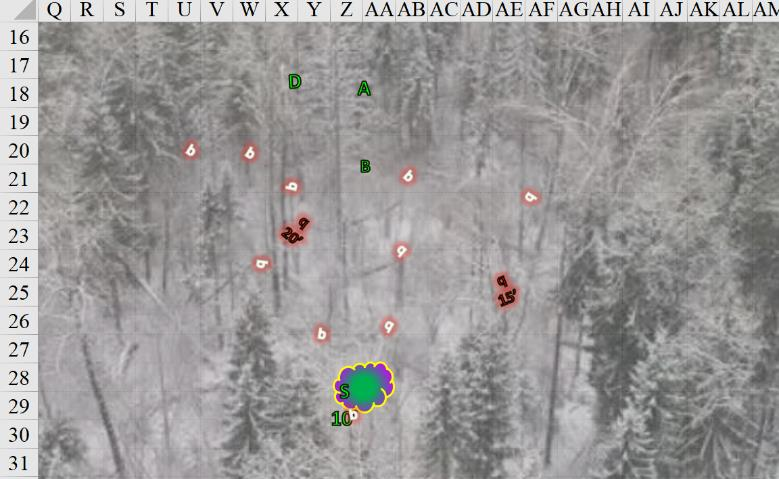 Q R S T U V W X Y Z AA AB AC AD AE AF AG AH AI AJ AK AL AM
16
17
D
18
A
19
20
b b
B
21
b
22
q
23
q
20'
24
25
q
15'
26
b
27
28
S
29
10
30
31